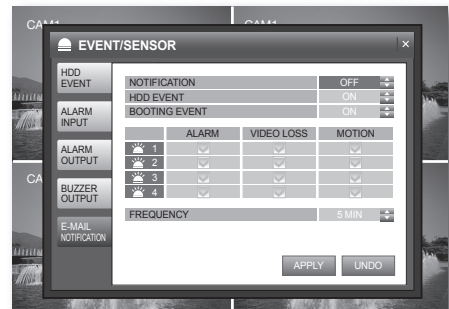 CAM1 CAM1
EVENT/SENSOR ×
HDD EVENT
ALARM INPUT
ALARM OUTPUT
BUZZER OUTPUT
E-MAIL NOTIFICATION
NOTIFICATION OFF
HDD EVENT ON
BOOTING EVENT ON
ALARM VIDEO LOSS MOTION
1
2
3
4
FREQUENCY 5 MIN
APPLY UNDO
CA